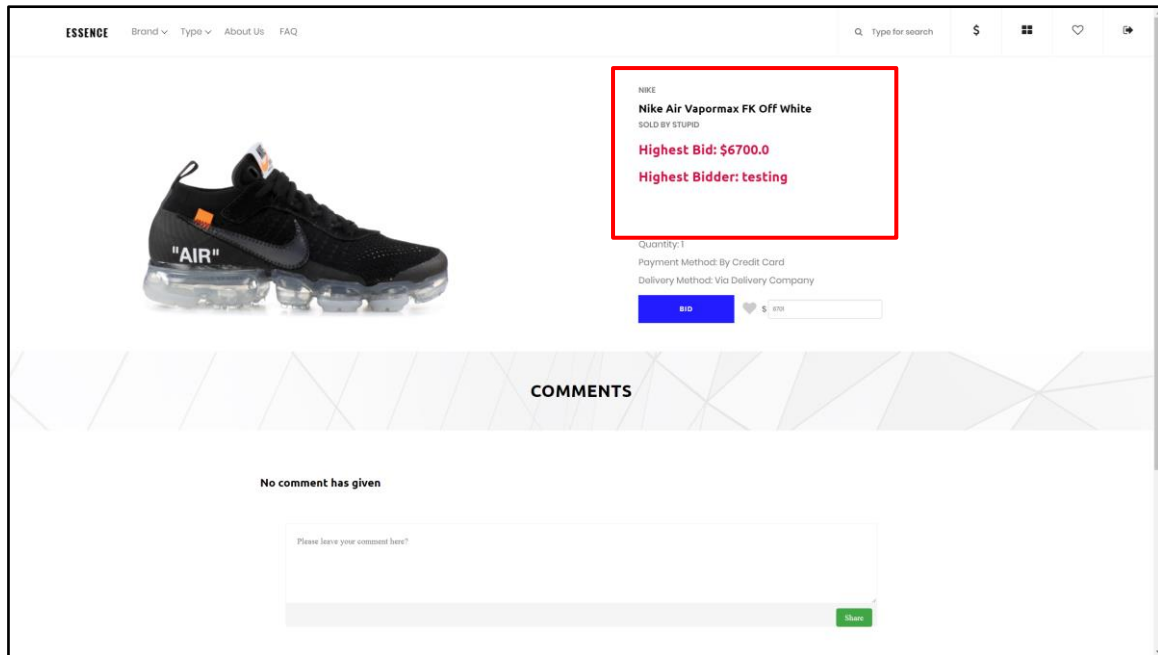 ESSENCE Brand Type About Us FAQ Type for search $
NIKE
Nike Air Vapormax FK Off White
SOLD BY STUPID
Highest Bid: $6700.0
Highest Bidder: testing
"AIR"
Quantity:1
Payment Method: By Credit Card
Delivery Method: Via Delivery Company
BID $ 6701
COMMENTS
No comment has given
Please leave your comment here?
Share